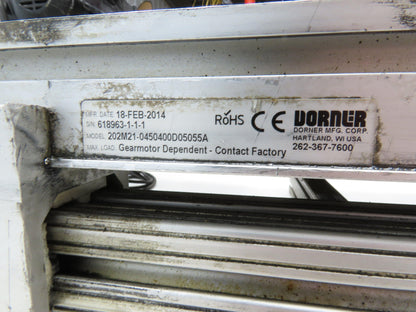 MFR. DATE: 18-FEB-2014
S/N: 618963-1-1-1
MODEL: 202M21-0450400D05055A
MAX. LOAD: Gearmotor Dependent - Contact Factory
RoHS CE DORNER
DORNER MFG. CORP.
HARTLAND, WI USA
262-367-7600